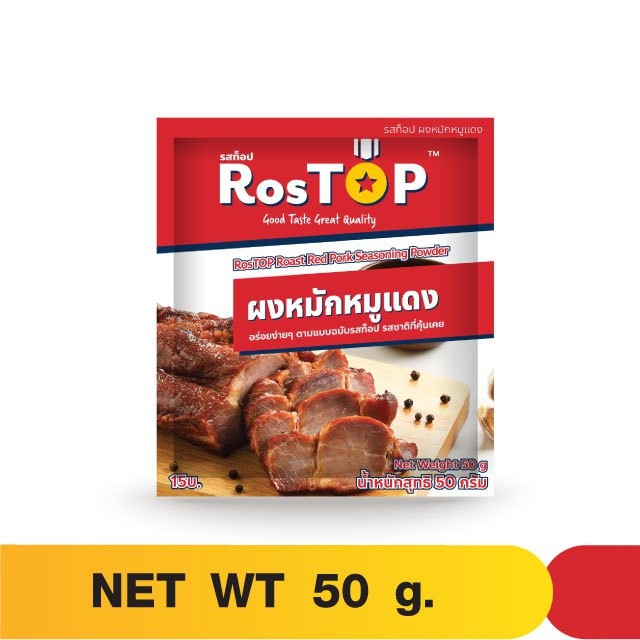 รสท็อป ผงหมักหมูแดง
รสท็อป
RosTOP™
Good Taste Great Quality
RosTOP Roast Red Pork Seasoning Powder
ผงหมักหมูแดง
อร่อยง่ายๆ ตามแบบฉบับรสท็อป รสชาติที่คุ้นเคย
Net Weight 50 g
15บ.
น้ำหนักสุทธิ 50 กรัม
NET WT 50 g.